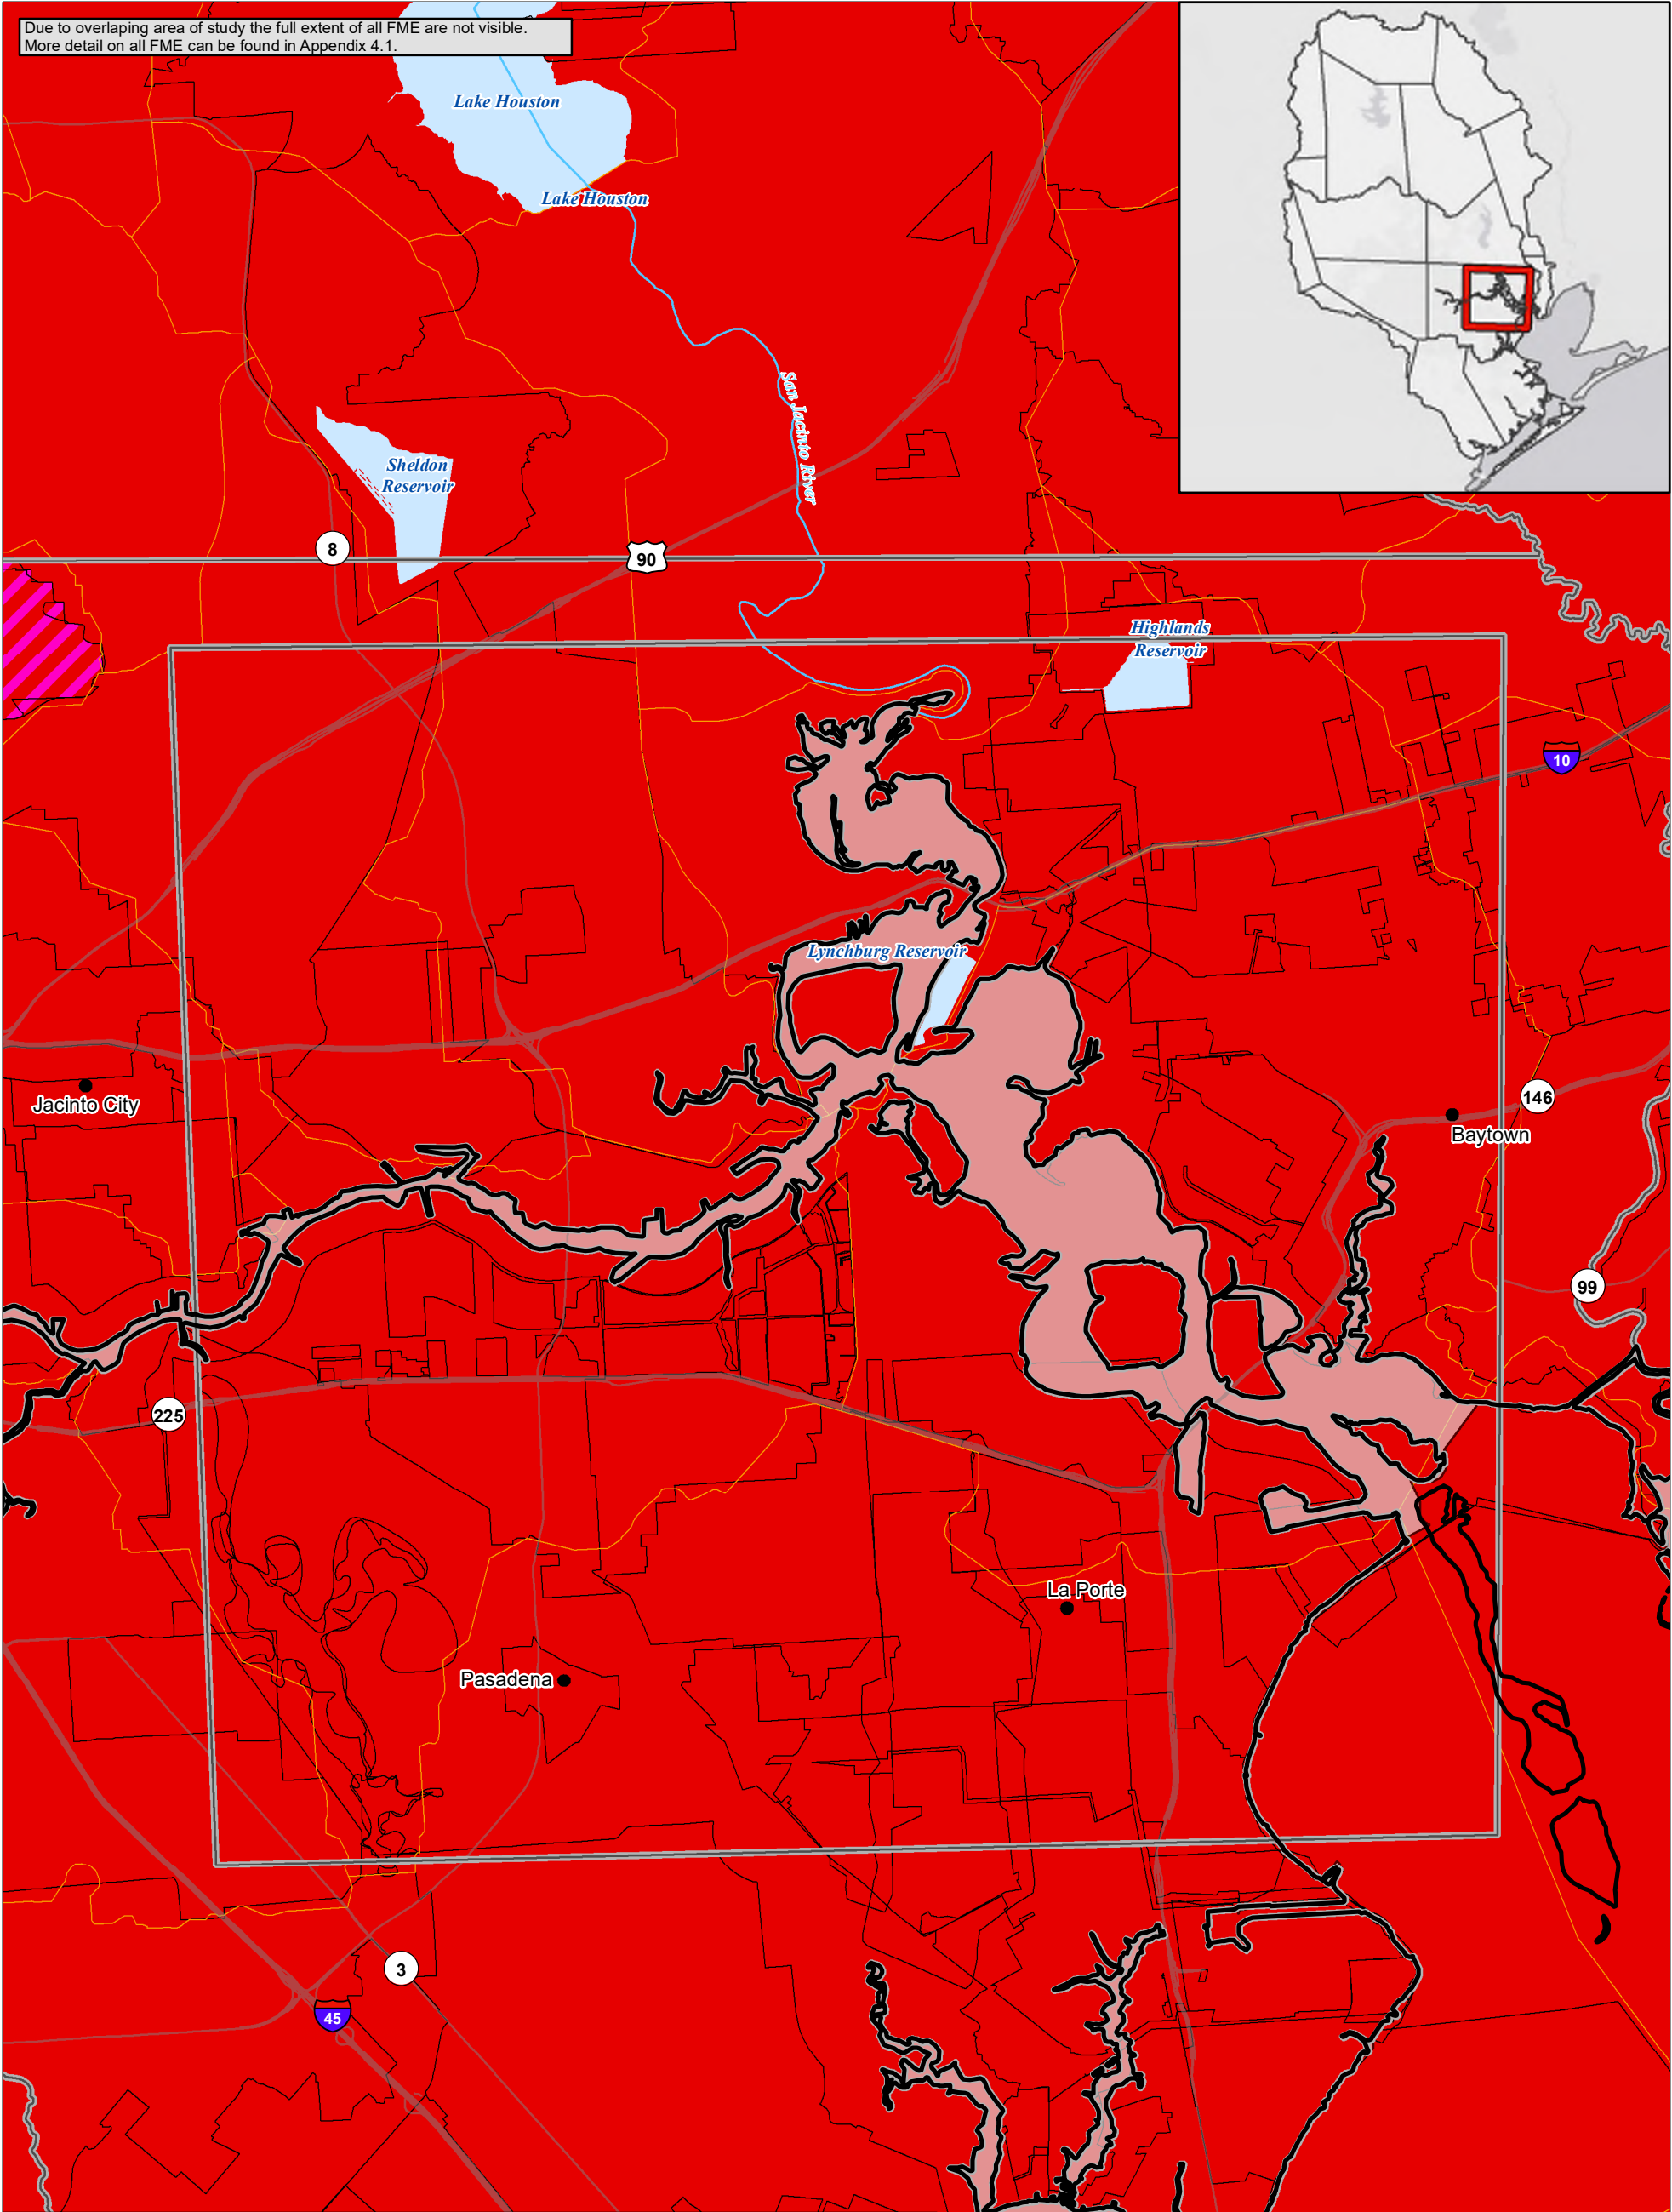 Due to overlaping area of study the full extent of all FME are not visible.
More detail on all FME can be found in Appendix 4.1.
Lake Houston
Lake Houston
San Jacinto River
Sheldon
Reservoir
8
90
Highlands
Reservoir
10
Lynchburg Reservoir
Jacinto City
146
Baytown
99
225
La Porte
Pasadena
3
45